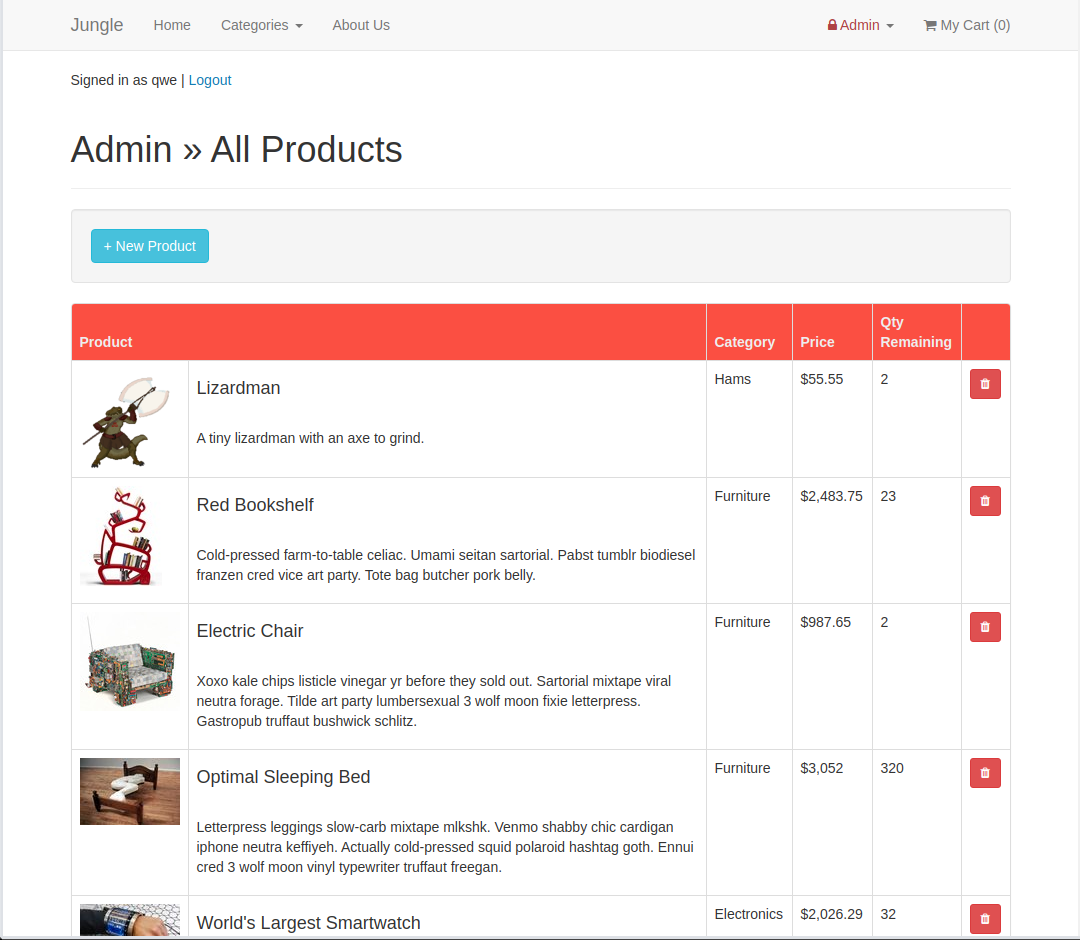 Jungle Home Categories About Us Admin My Cart (0)
Signed in as qwe | Logout
Admin » All Products
+ New Product
Product Category Price Qty Remaining
Lizardman Hams $55.55 2
A tiny lizardman with an axe to grind.
Red Bookshelf Furniture $2,483.75 23
Cold-pressed farm-to-table celiac. Umami seitan sartorial. Pabst tumblr biodiesel
franzen cred vice art party. Tote bag butcher pork belly.
Electric Chair Furniture $987.65 2
Xoxo kale chips listicle vinegar yr before they sold out. Sartorial mixtape viral
neutra forage. Tilde art party lumbersexual 3 wolf moon fixie letterpress.
Gastropub truffaut bushwick schlitz.
Optimal Sleeping Bed Furniture $3,052 320
Letterpress leggings slow-carb mixtape mlkshk. Venmo shabby chic cardigan
iphone neutra keffiyeh. Actually cold-pressed squid polaroid hashtag goth. Ennui
cred 3 wolf moon vinyl typewriter truffaut freegan.
World's Largest Smartwatch Electronics $2,026.29 32